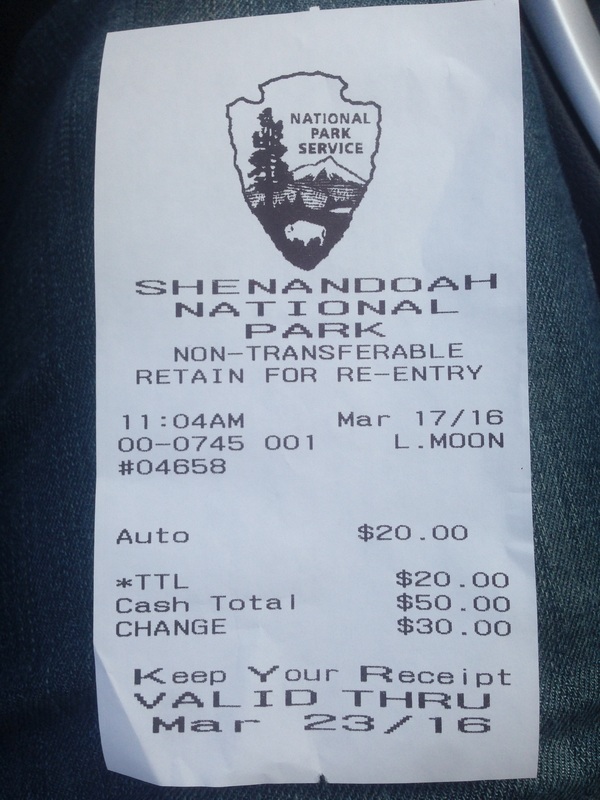 NATIONAL
PARK
SERVICE
SHENANDOAH
NATIONAL
PARK
NON-TRANSFERABLE
RETAIN FOR RE-ENTRY
11:04AM Mar 17/16
00-0745 001 L.MOON
#04658
Auto $20.00
*TTL $20.00
Cash Total $50.00
CHANGE $30.00
Keep Your Receipt
VALID THRU
Mar 23/16